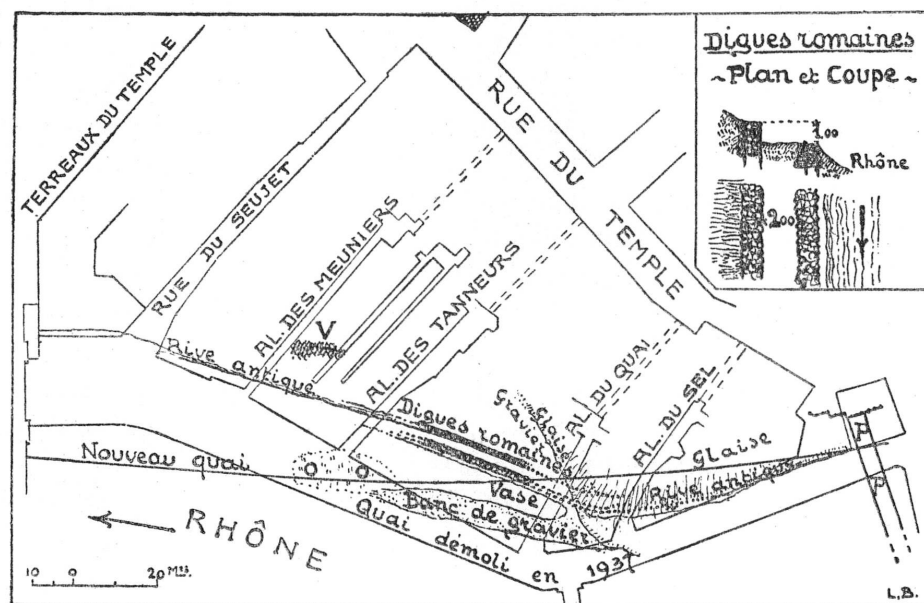 Digues romaines
~ Plan et Coupe ~
1.00
Rhône
2.00
TERREAUX DU TEMPLE
RUE DU SEUJET
RUE DU TEMPLE
AL. DES MEUNIERS
V
AL. DES TANNEURS
AL. DU QUAI
AL. DU SEL
Rive antique
Digues romaines
Glaise
Gravier
Glaise
Rive antique
Vase
Banc de gravier
Nouveau quai
Quai démoli en 1931
RHÔNE
A
P
10 0 20 Mts.
L.B.